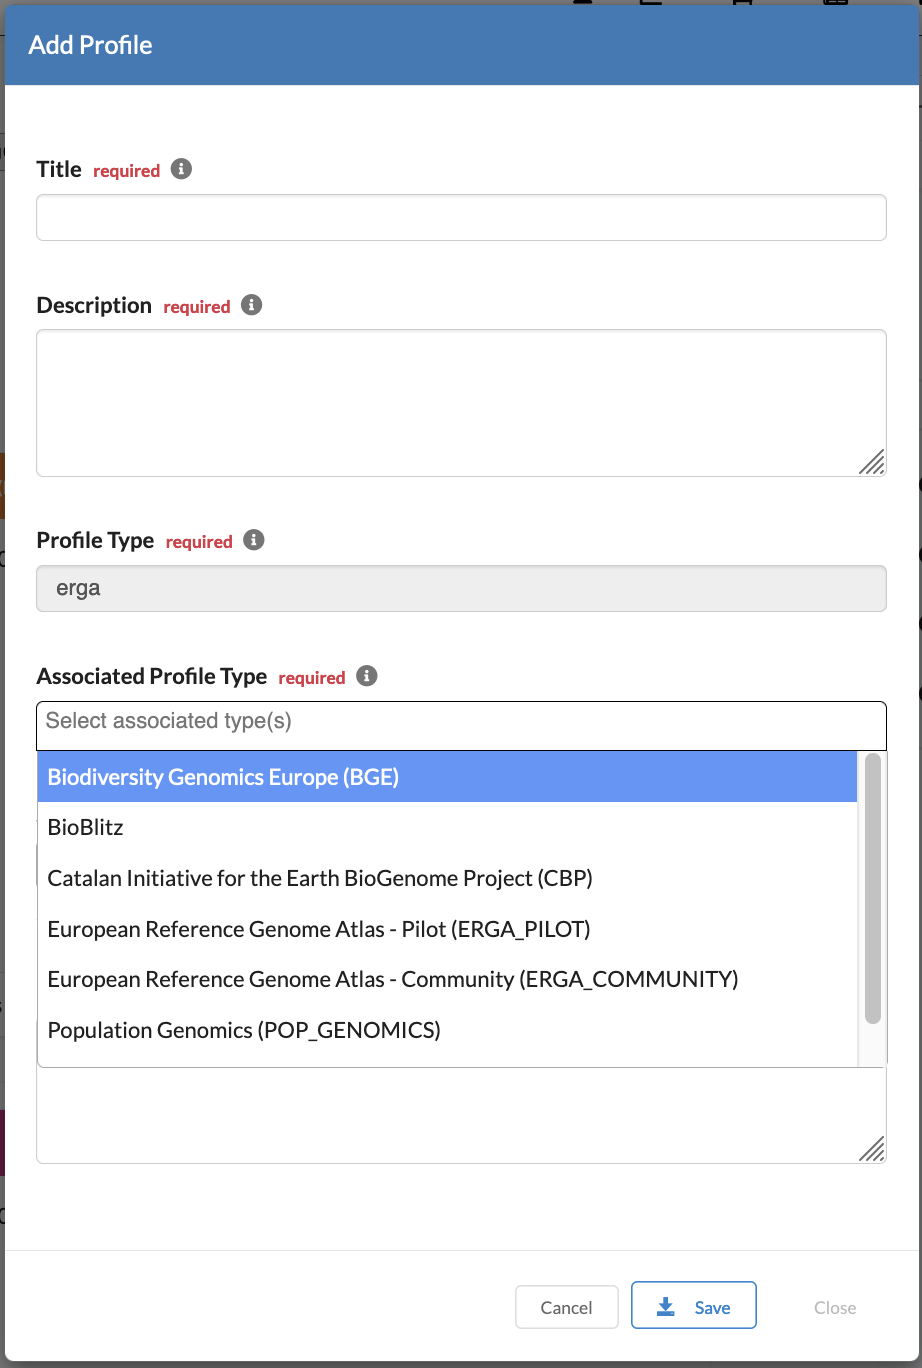 Add Profile
Title required
Description required
Profile Type required
erga
Associated Profile Type required
Select associated type(s)
Biodiversity Genomics Europe (BGE)
BioBlitz
Catalan Initiative for the Earth BioGenome Project (CBP)
European Reference Genome Atlas - Pilot (ERGA_PILOT)
European Reference Genome Atlas - Community (ERGA_COMMUNITY)
Population Genomics (POP_GENOMICS)
Cancel Save Close